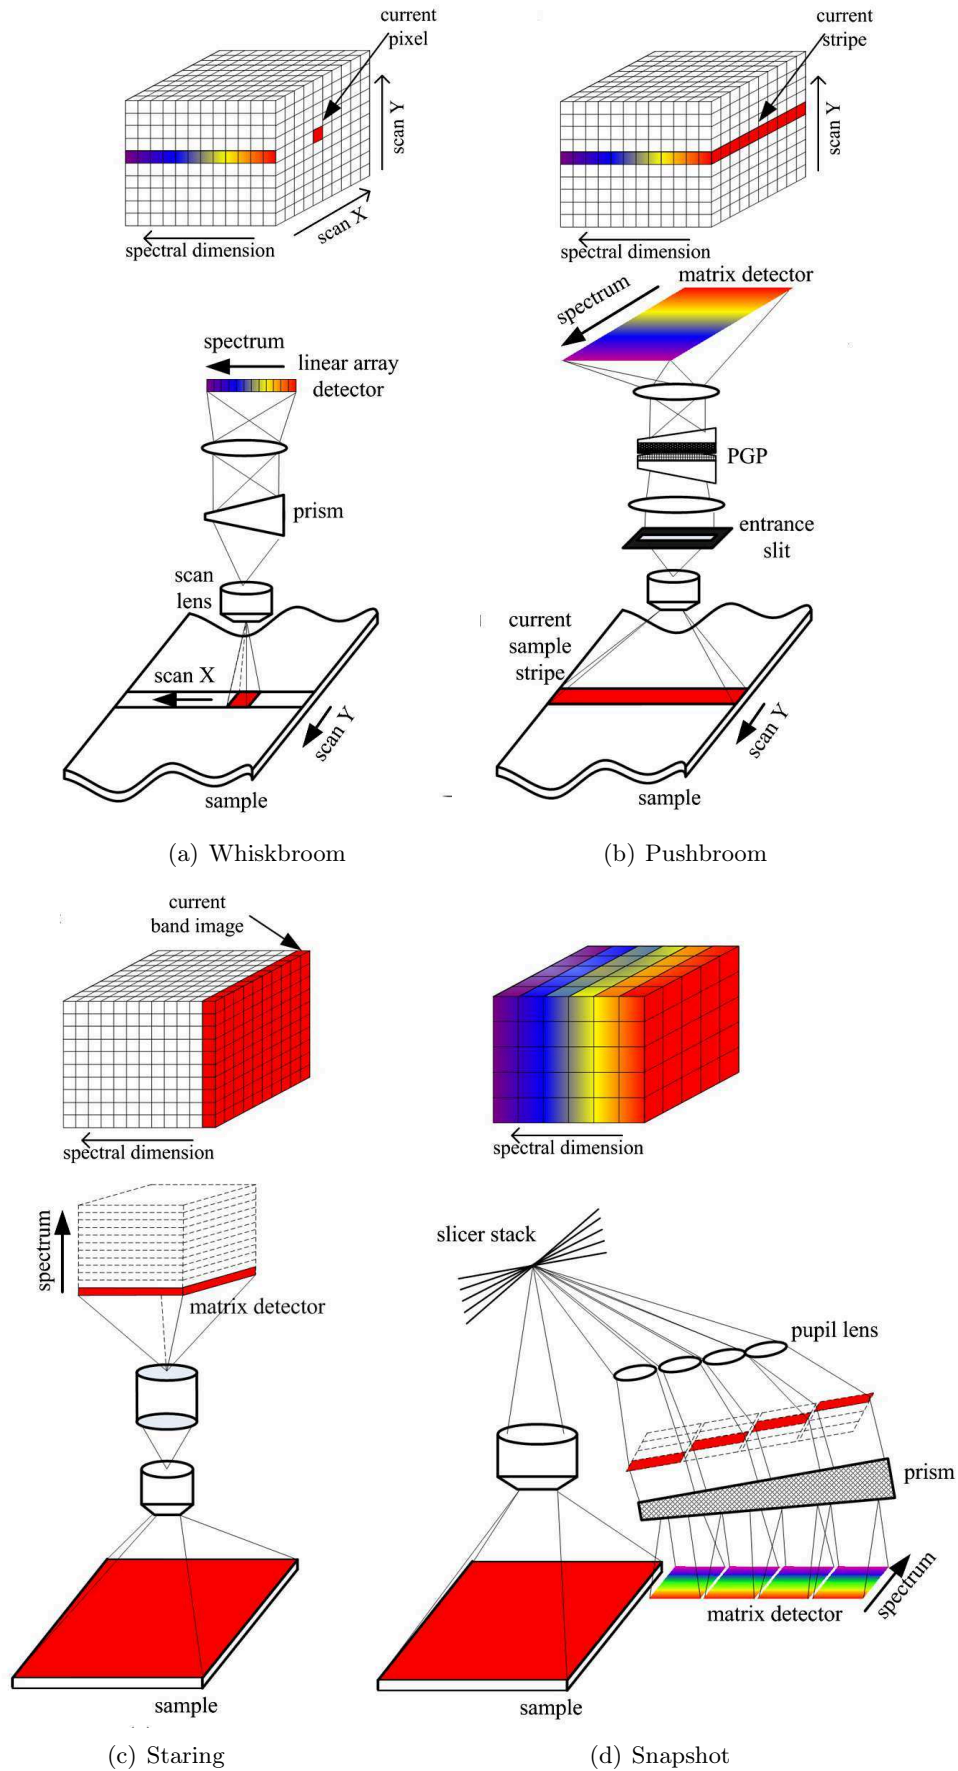 current
pixel
scan Y
scan X
spectral dimension
spectrum
linear array
detector
prism
scan
lens
scan X
scan Y
sample
(a) Whiskbroom
current
stripe
scan Y
spectral dimension
matrix detector
spectrum
PGP
entrance
slit
current
sample
stripe
scan Y
sample
(b) Pushbroom
current
band image
spectral dimension
spectrum
matrix detector
sample
(c) Staring
spectral dimension
slicer stack
pupil lens
prism
matrix detector
spectrum
sample
(d) Snapshot